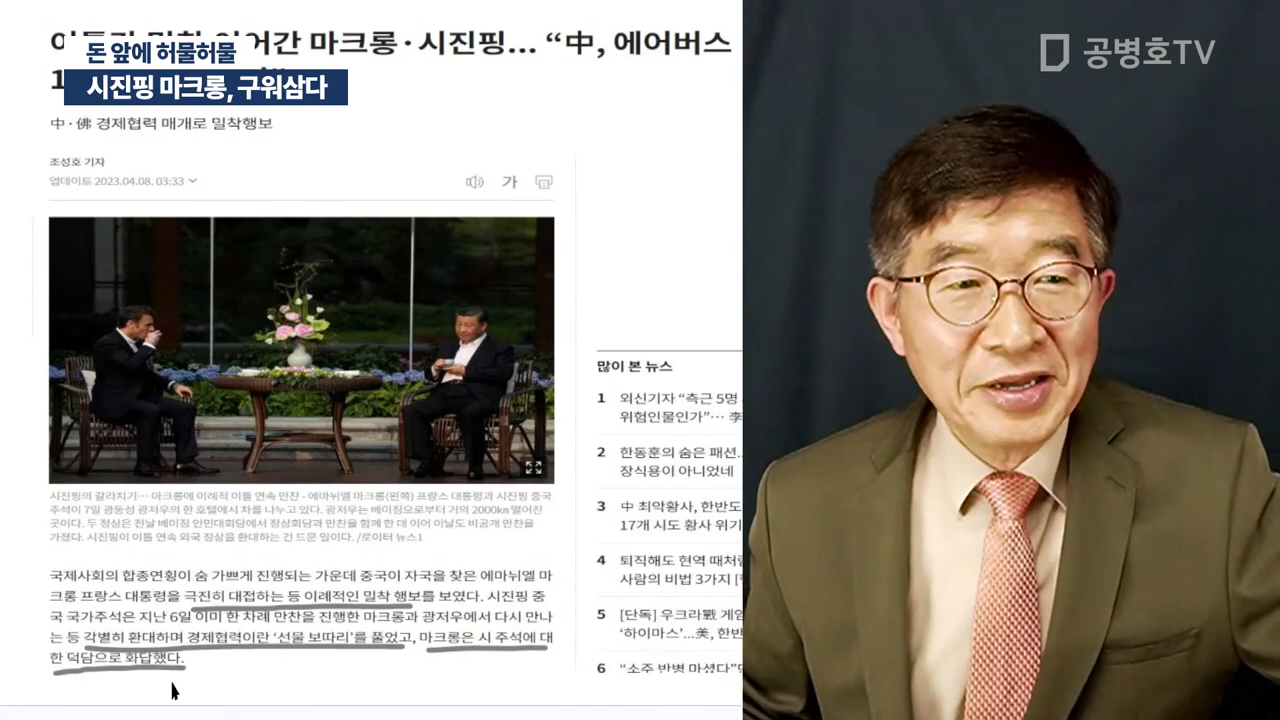 어간 마크롱·시진핑... “中, 에어버스
돈 앞에 허물허물
시진핑 마크롱, 구워삼다
中·佛 경제협력 매개로 밀착행보
조성호 기자
업데이트 2023.04.08. 03:33
가
시진핑의 갈라치기… 마크롱에 이례적 이틀 연속 만찬 - 에마뉘엘 마크롱(왼쪽) 프랑스 대통령과 시진핑 중국
주석이 7일 광둥성 광저우의 한 호텔에서 차를 나누고 있다. 광저우는 베이징으로부터 거의 2000㎞ 떨어진
곳이다. 두 정상은 전날 베이징 인민대회당에서 정상회담과 만찬을 함께 한 데 이어 이날도 비공개 만찬을
가졌다. 시진핑이 이틀 연속 외국 정상을 환대하는 건 드문 일이다. /로이터 뉴스1
국제사회의 합종연횡이 숨 가쁘게 진행되는 가운데 중국이 자국을 찾은 에마뉘엘 마
크롱 프랑스 대통령을 극진히 대접하는 등 이례적인 밀착 행보를 보였다. 시진핑 중
국 국가주석은 지난 6일 이미 한 차례 만찬을 진행한 마크롱과 광저우에서 다시 만나
는 등 각별히 환대하며 경제협력이란 ‘선물 보따리’를 풀었고, 마크롱은 시 주석에 대
한 덕담으로 화답했다.
많이 본 뉴스
1 외신기자 “측근 5명
위험인물인가”… 李
2 한동훈의 숨은 패션..
장식용이 아니었네
3 中 최악황사, 한반도
17개 시도 황사 위기
4 퇴직해도 현역 때처럼
사람의 비법 3가지
5 [단독] 우크라戰 게임
‘하이마스’...美, 한반
6 “소주 반병 마셨다”
공병호TV